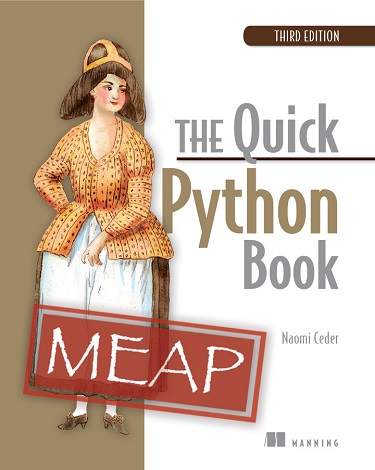 THIRD EDITION
THE Quick
Python
Book
Naomi Ceder
MEAP
MANNING